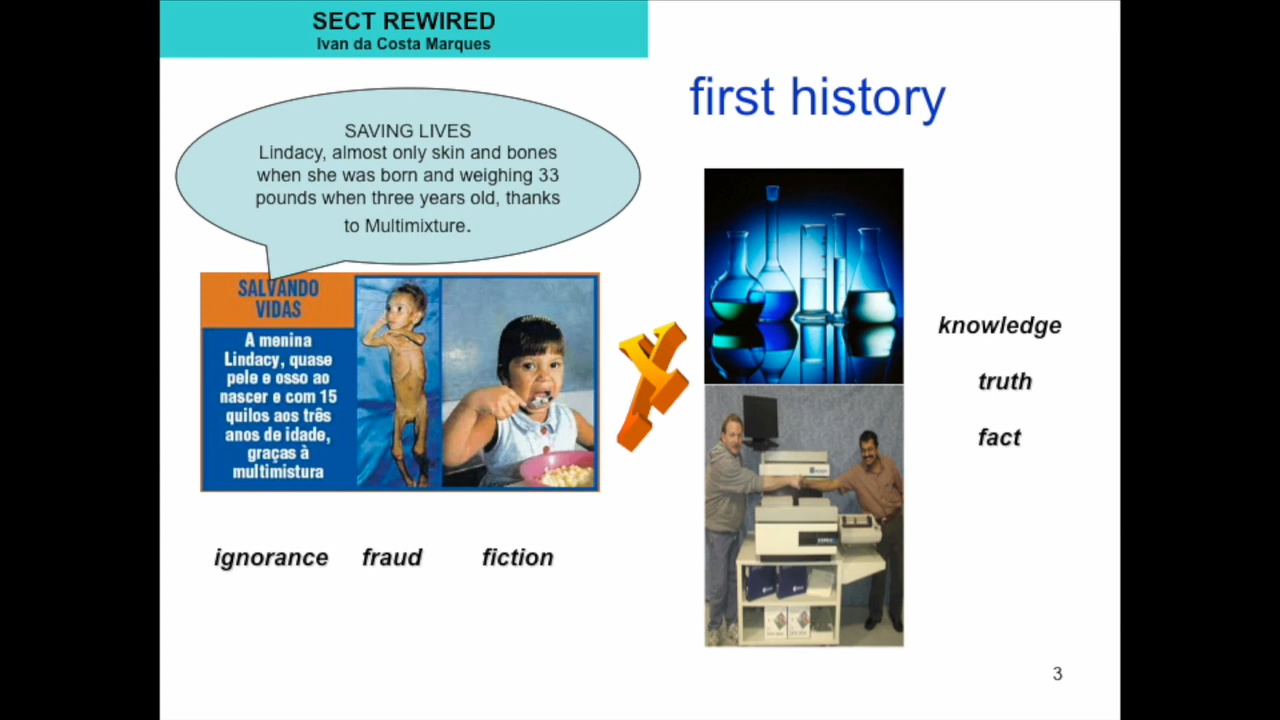 SECT REWIRED
Ivan da Costa Marques
first history
SAVING LIVES
Lindacy, almost only skin and bones
when she was born and weighing 33
pounds when three years old, thanks
to Multimixture.
SALVANDO
VIDAS
A menina
Lindacy, quase
pele e osso ao
nascer e com 15
quilos aos três
anos de idade,
graças à
multimistura
X
knowledge
truth
fact
ignorance fraud fiction
3